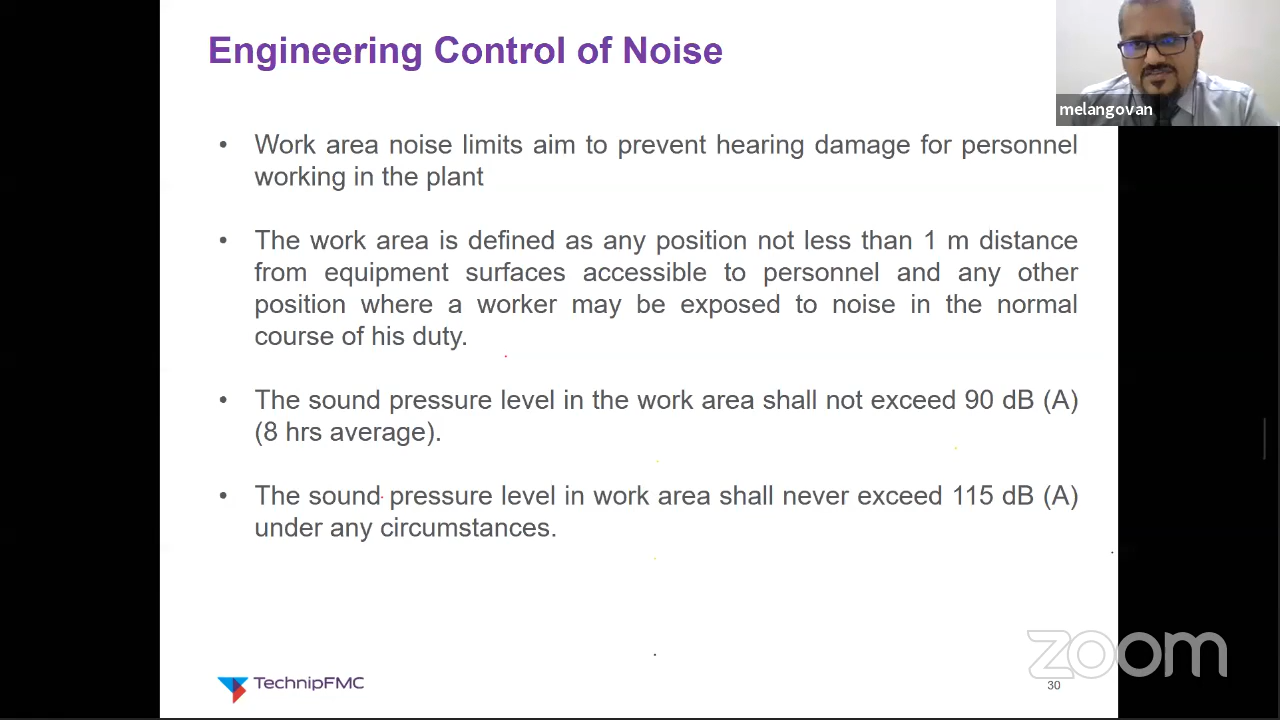 Engineering Control of Noise
melangovan
• Work area noise limits aim to prevent hearing damage for personnel
working in the plant
• The work area is defined as any position not less than 1 m distance
from equipment surfaces accessible to personnel and any other
position where a worker may be exposed to noise in the normal
course of his duty.
• The sound pressure level in the work area shall not exceed 90 dB (A)
(8 hrs average).
• The sound pressure level in work area shall never exceed 115 dB (A)
under any circumstances.
TechnipFMC
zoom
30